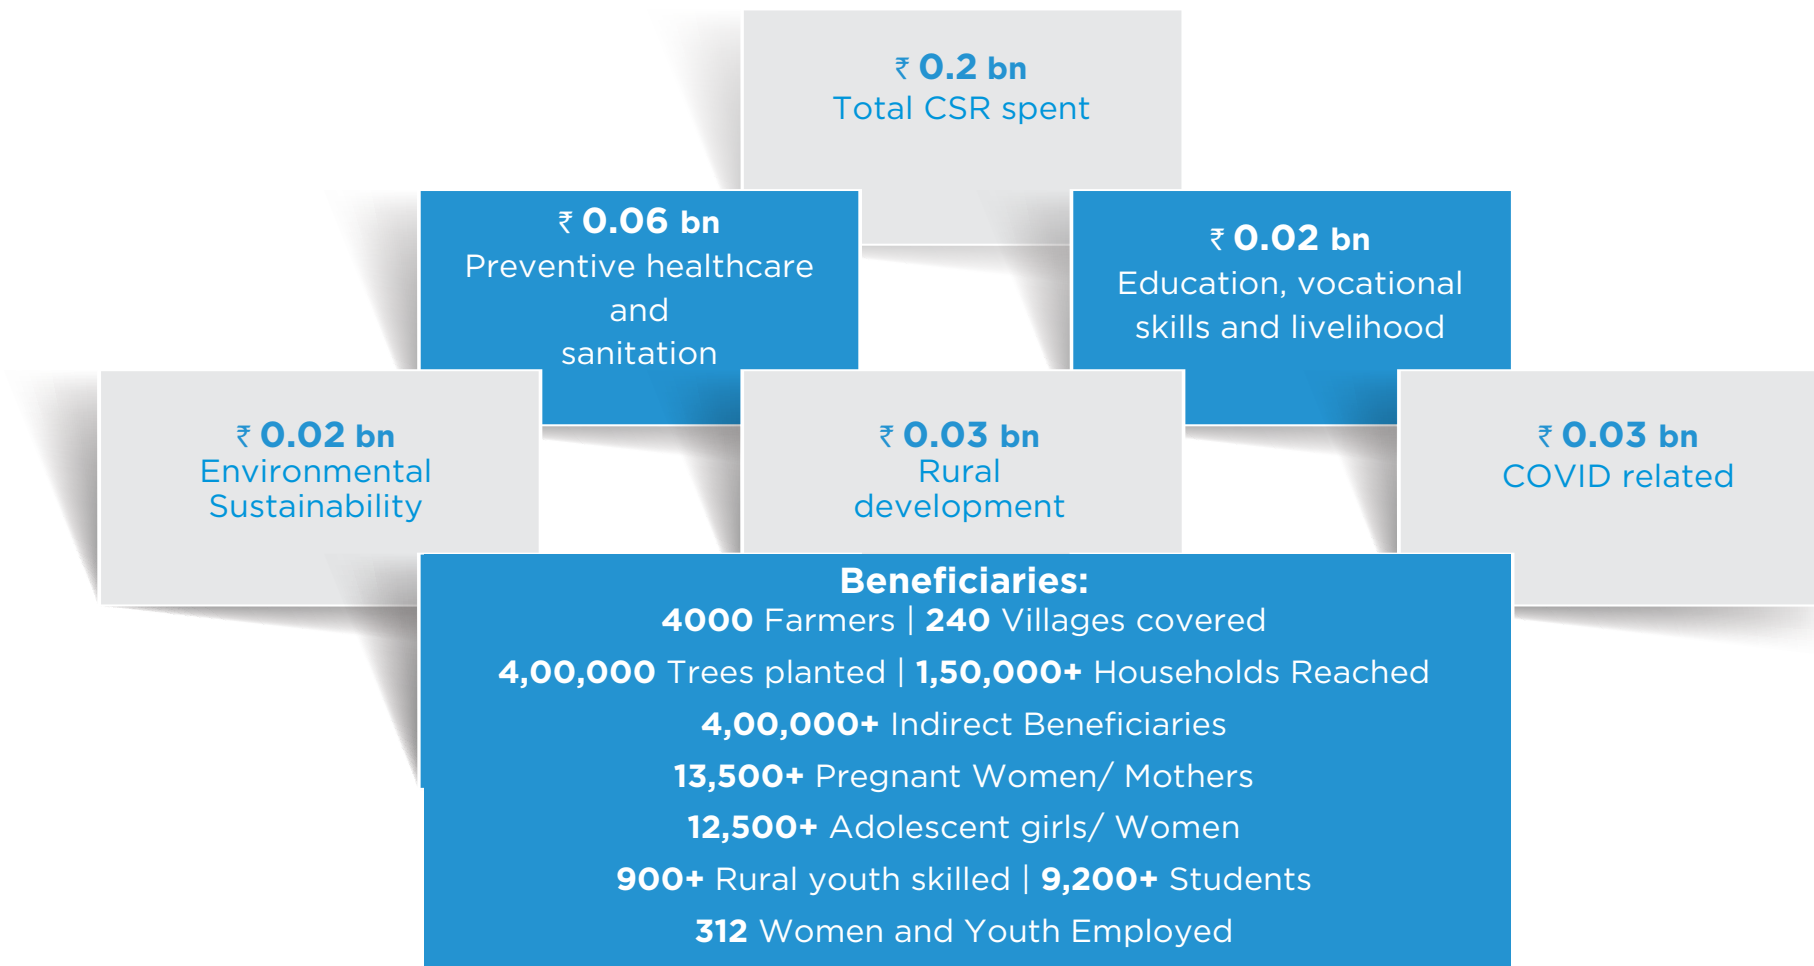 ₹ 0.2 bn
Total CSR spent
₹ 0.06 bn
Preventive healthcare
and
sanitation
₹ 0.02 bn
Education, vocational
skills and livelihood
₹ 0.02 bn
Environmental
Sustainability
₹ 0.03 bn
Rural
development
₹ 0.03 bn
COVID related
Beneficiaries:
4000 Farmers | 240 Villages covered
4,00,000 Trees planted | 1,50,000+ Households Reached
4,00,000+ Indirect Beneficiaries
13,500+ Pregnant Women/ Mothers
12,500+ Adolescent girls/ Women
900+ Rural youth skilled | 9,200+ Students
312 Women and Youth Employed